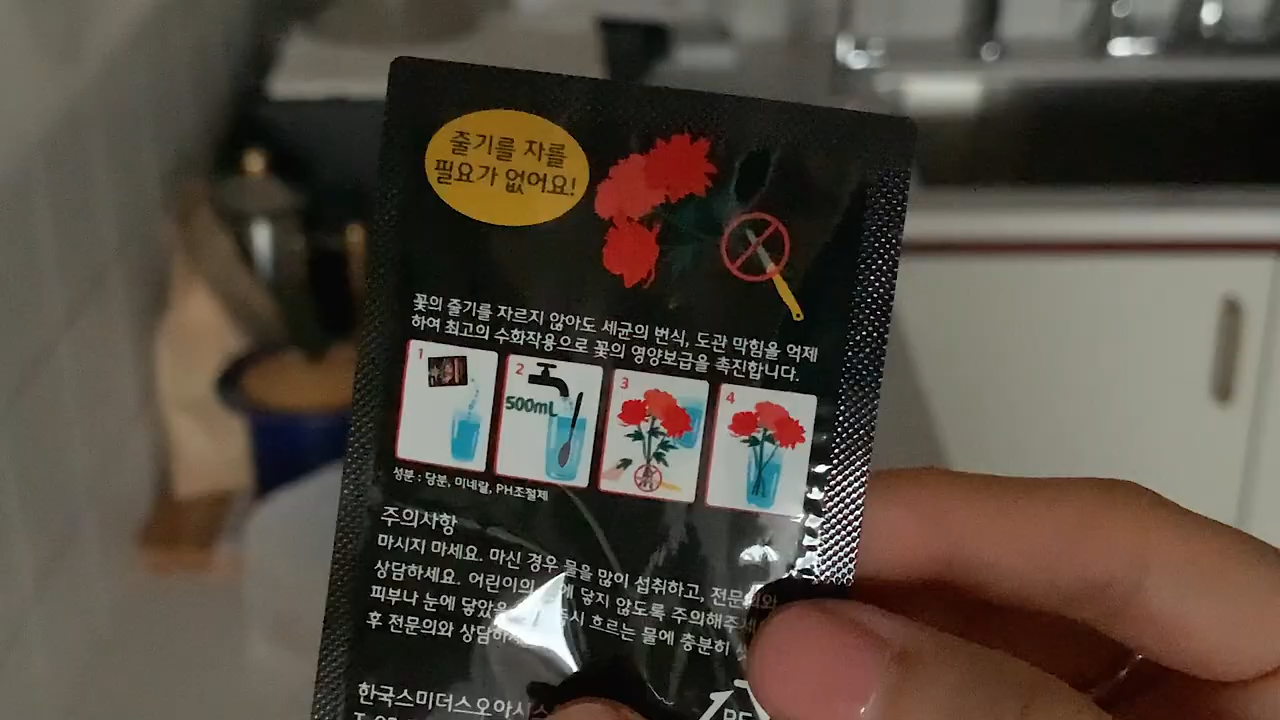 줄기를 자를
필요가 없어요!
꽃의 줄기를 자르지 않아도 세균의 번식, 도관 막힘을 억제
하여 최고의 수화작용으로 꽃의 영양보급을 촉진합니다.
1
2
500mL
3
4
성분 : 당분, 미네랄, PH조절제
주의사항
마시지 마세요. 마신 경우 물을 많이 섭취하고, 전문의와
상담하세요. 어린이의 에 닿지 않도록 주의해주세
피부나 눈에 닿았 즉시 흐르는 물에 충분히
후 전문의와 상담하
한국스미더스오아시스